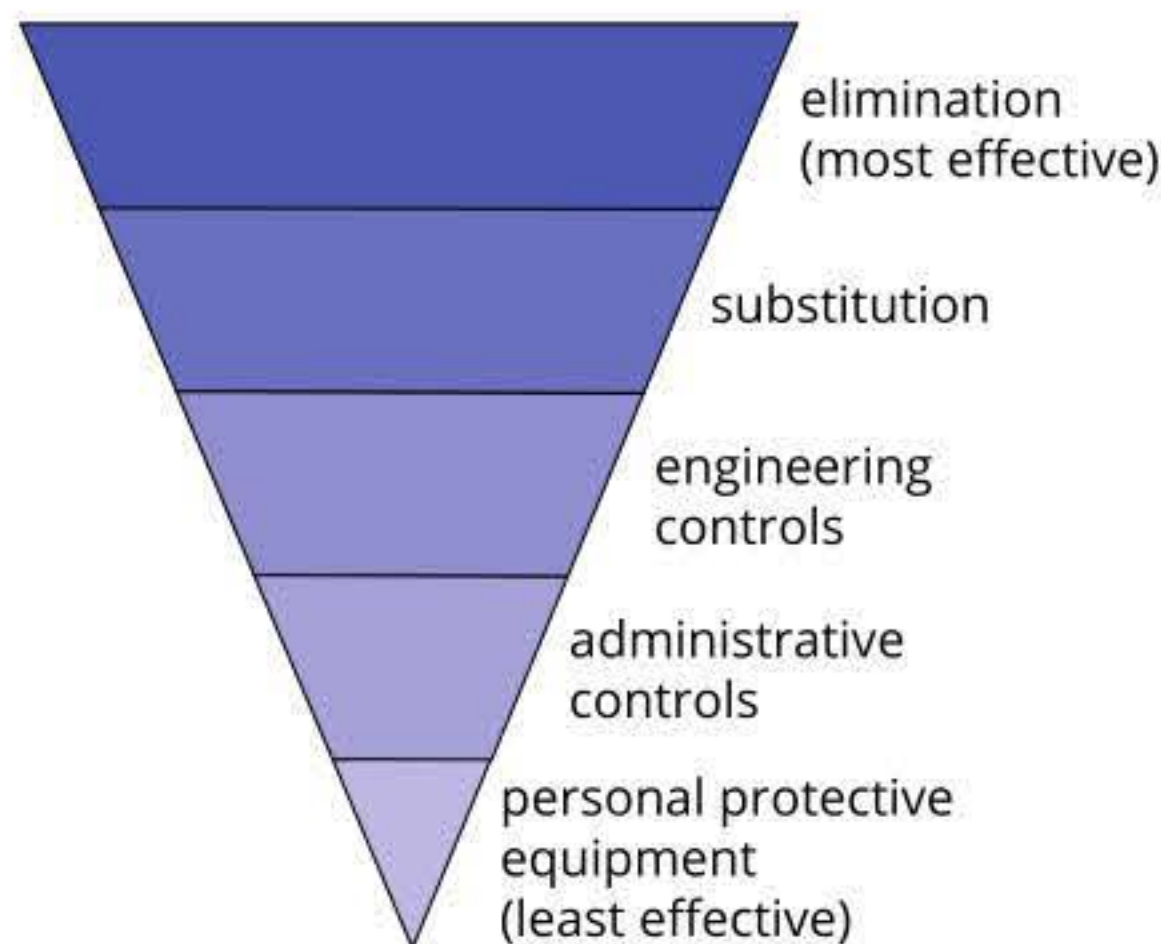 elimination
(most effective)
substitution
engineering
controls
administrative
controls
personal protective
equipment
(least effective)